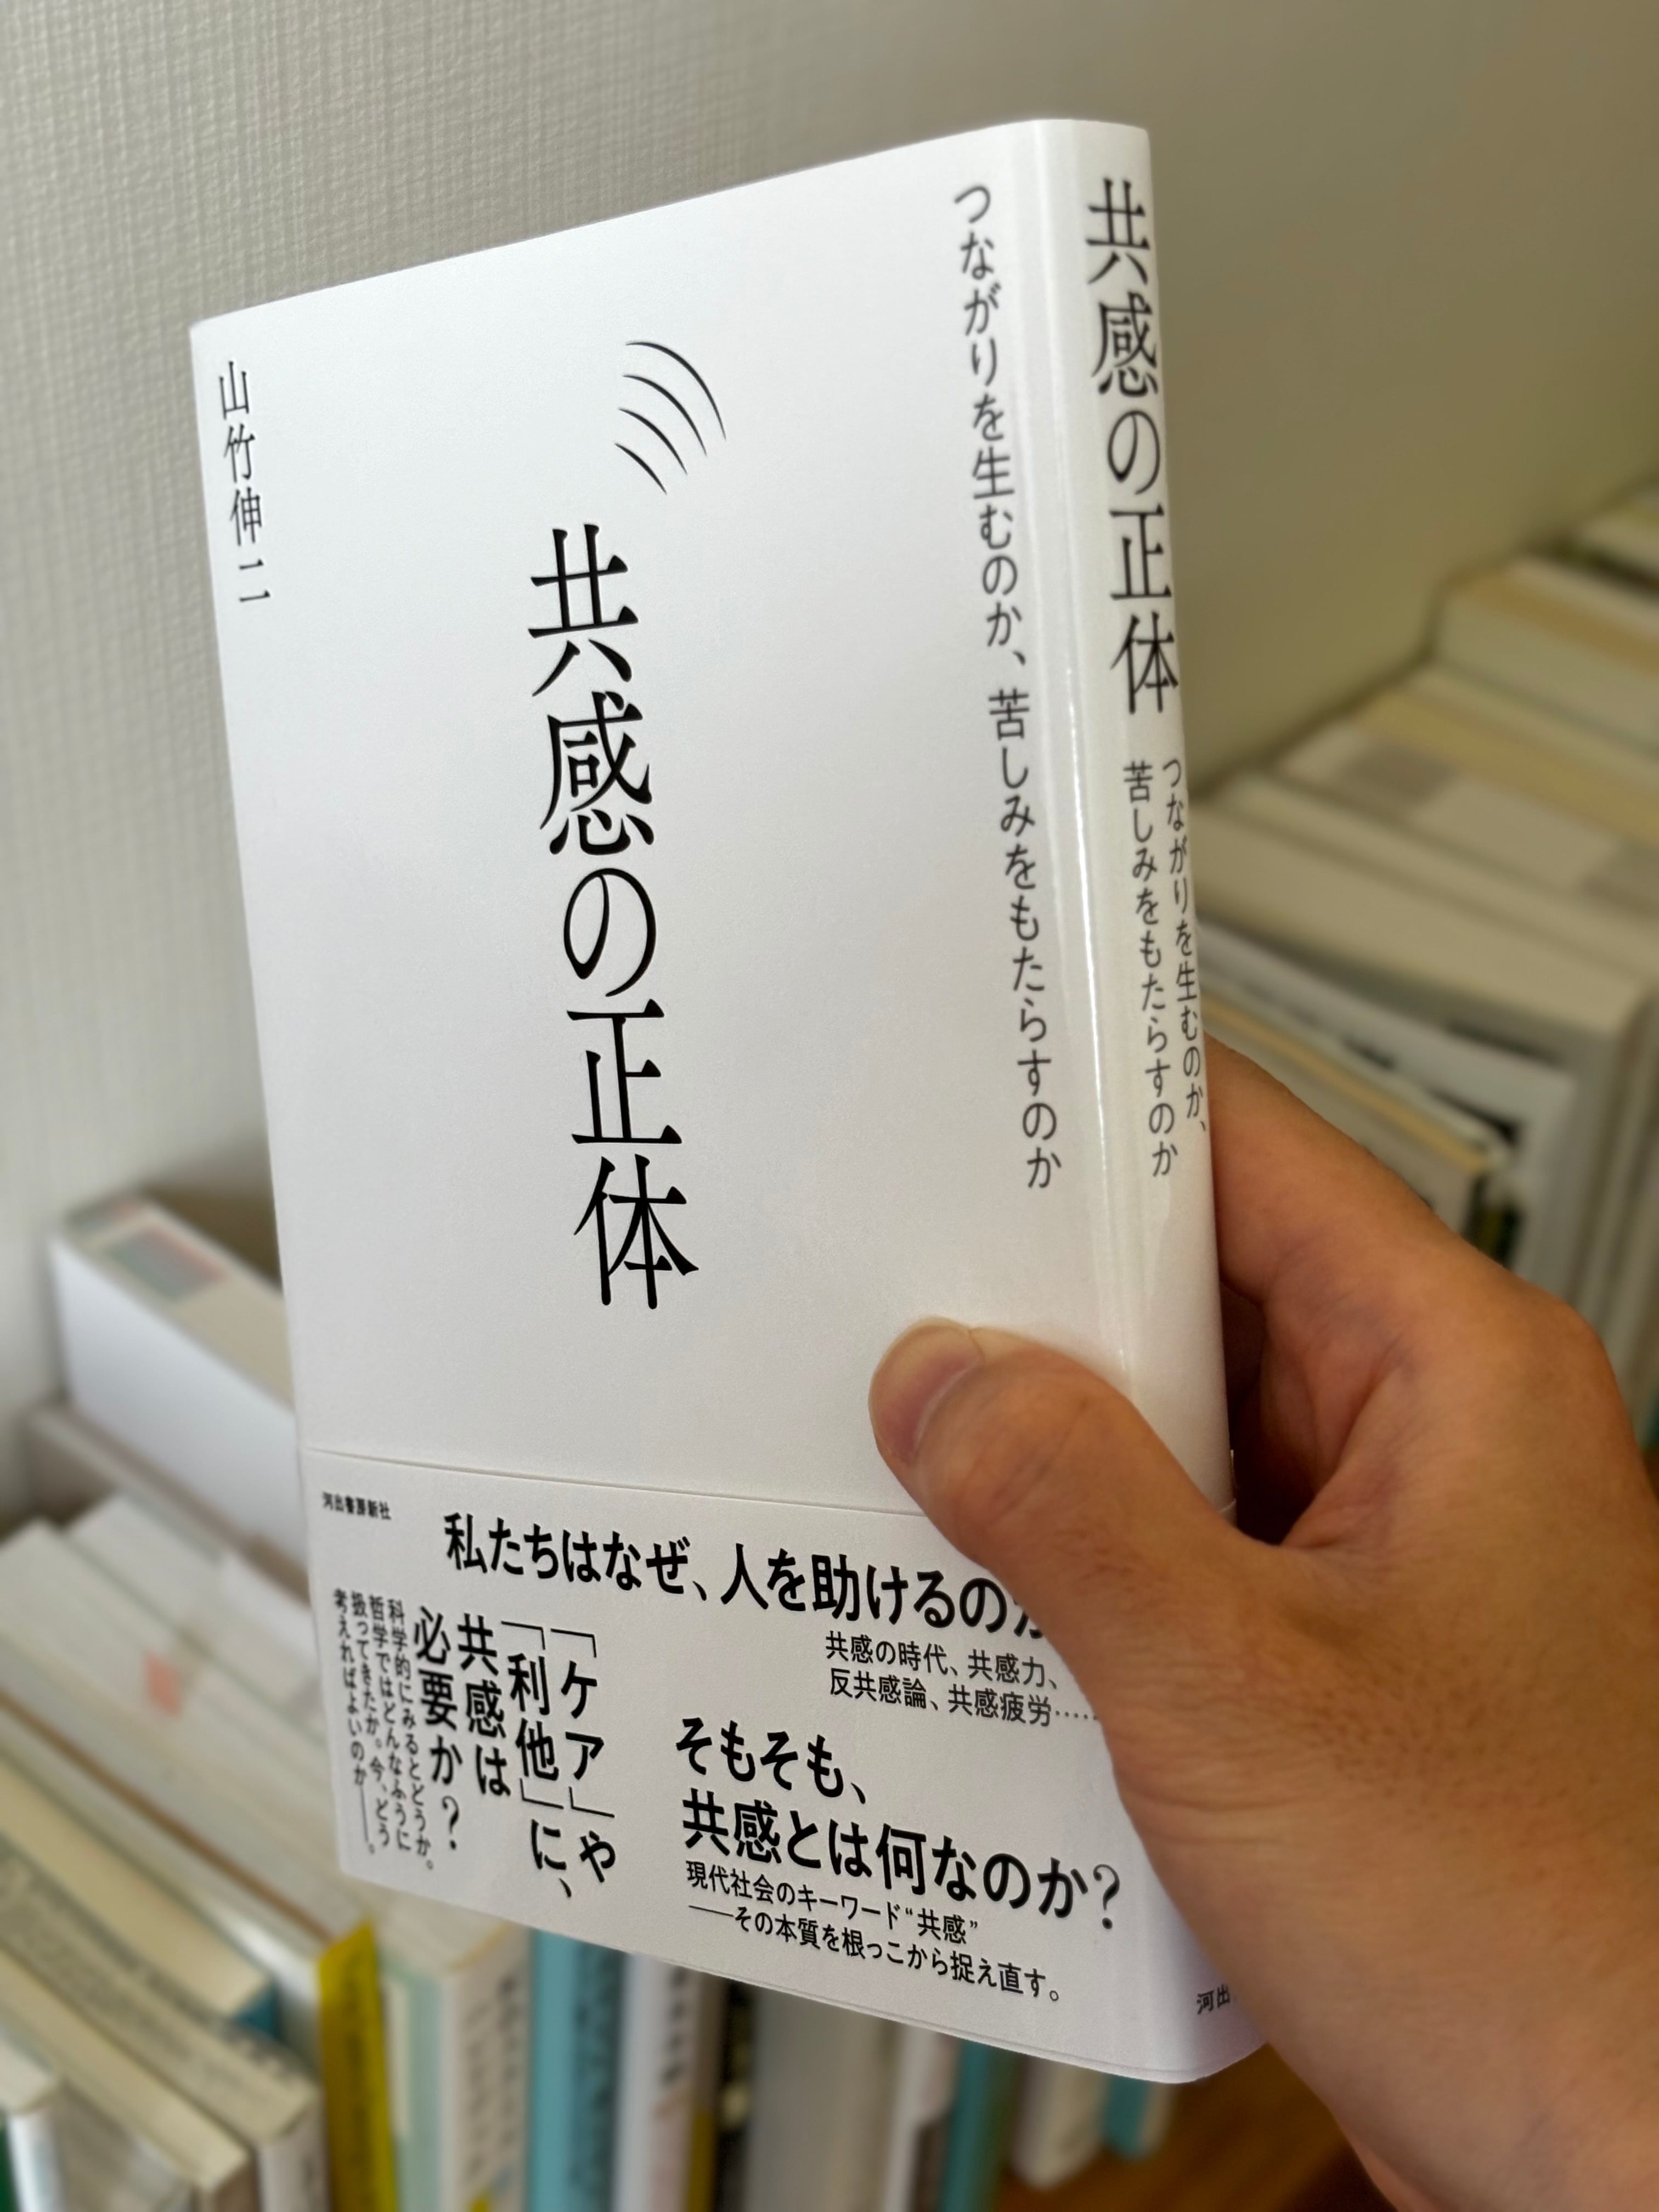 共感の正体
つながりを生むのか、
苦しみをもたらすのか
つながりを生むのか、苦しみをもたらすのか
共感の正体
山竹伸二
河出書房新社
私たちはなぜ、人を助けるのか
共感の時代、共感力、
反共感論、共感疲労……
そもそも、
共感とは何なのか?
現代社会のキーワード“共感”
――その本質を根っこから捉え直す。
「ケア」や
「利他」に、
共感は
必要か?
科学的にみるとどうか。
哲学ではどんなふうに
扱ってきたか。今、どう
考えればよいのか――。
河出